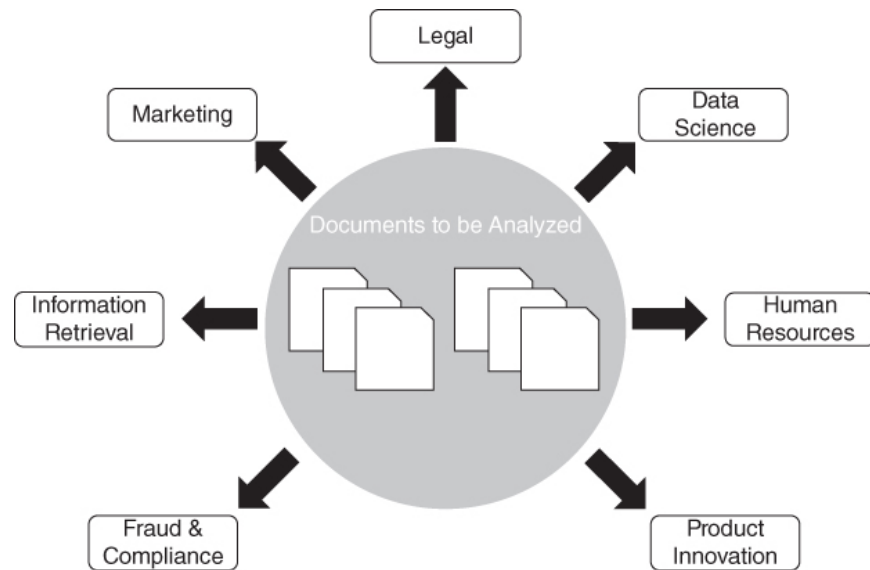 Legal
Marketing
Data
Science
Documents to be Analyzed
Information
Retrieval
Human
Resources
Fraud &
Compliance
Product
Innovation